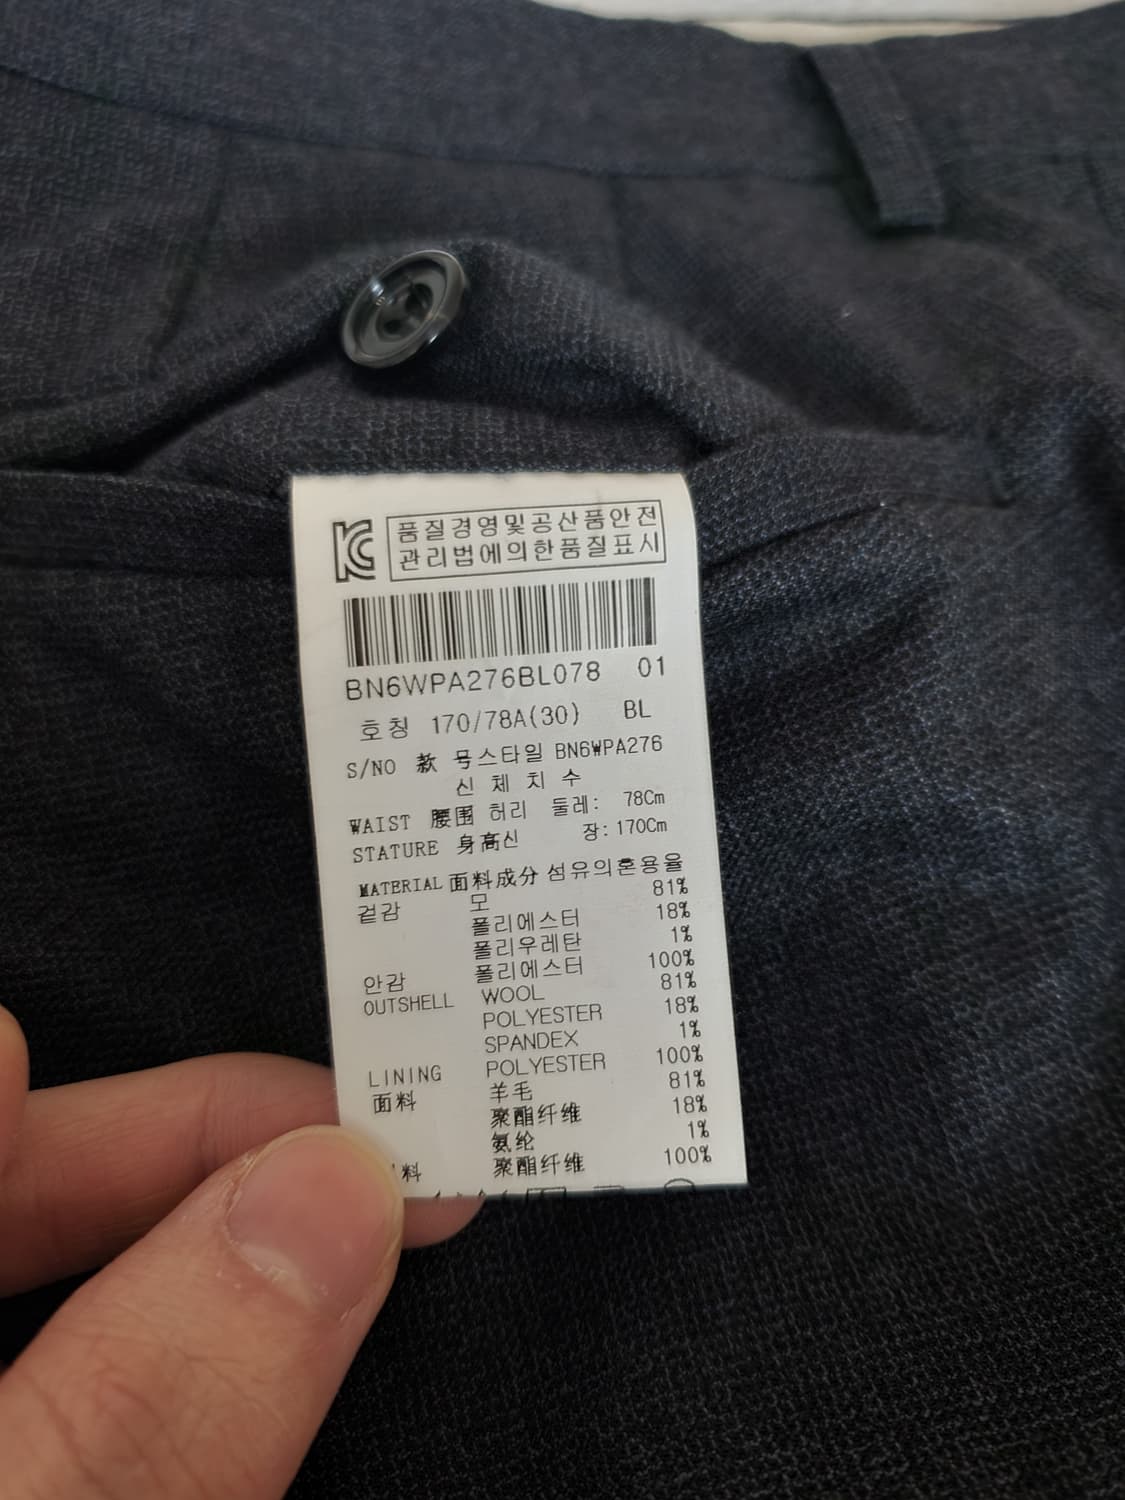 KC 품질경영및공산품안전
관리법에의한품질표시
BN6WPA276BL078 01
호칭 170/78A(30) BL
S/NO 款 号스타일 BN6WPA276
신 체 치 수
WAIST 腰围 허리 둘레: 78Cm
STATURE 身高신 장: 170Cm
MATERIAL 面料成分 섬유의혼용율
겉감 모 81%
폴리에스터 18%
폴리우레탄 1%
안감 폴리에스터 100%
OUTSHELL WOOL 81%
POLYESTER 18%
SPANDEX 1%
LINING POLYESTER 100%
面料 羊毛 81%
聚酯纤维 18%
氨纶 1%
料 聚酯纤维 100%